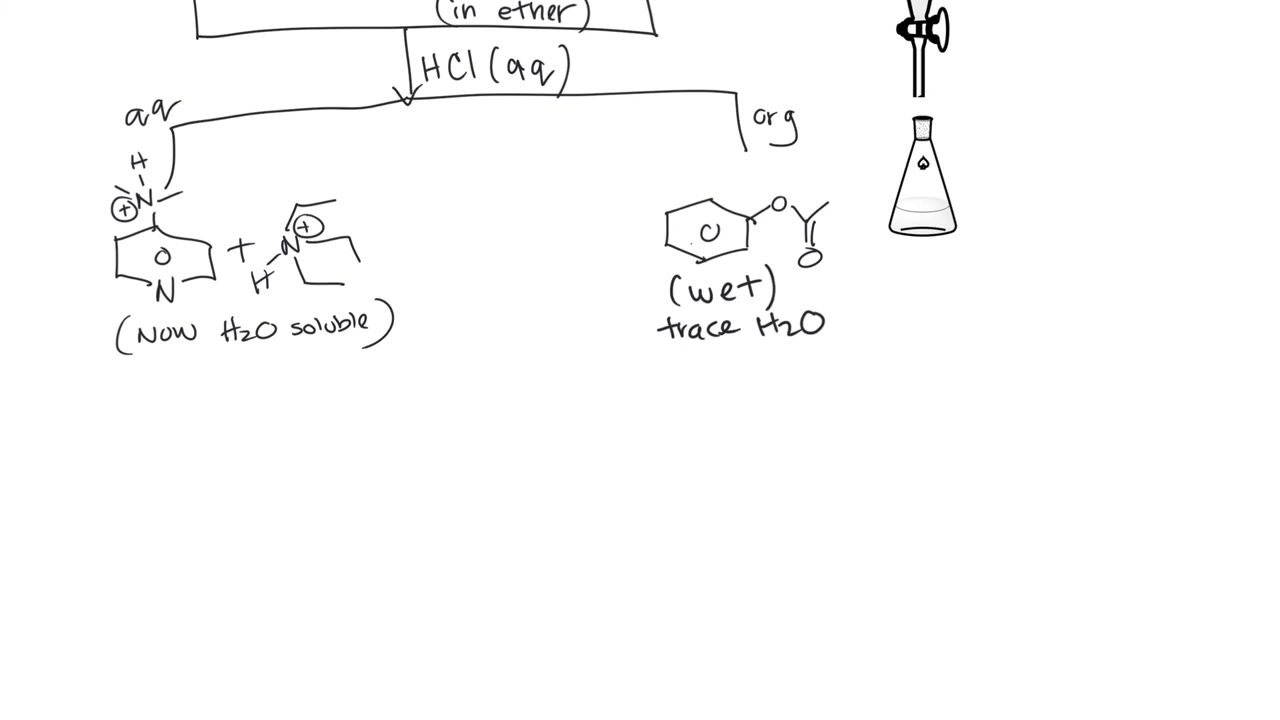 (in ether)
HCl (aq)
aq
org
H
⊕N
O
N
+
N⊕
H
O
O
O
(Now H2O soluble)
(wet)
trace H2O